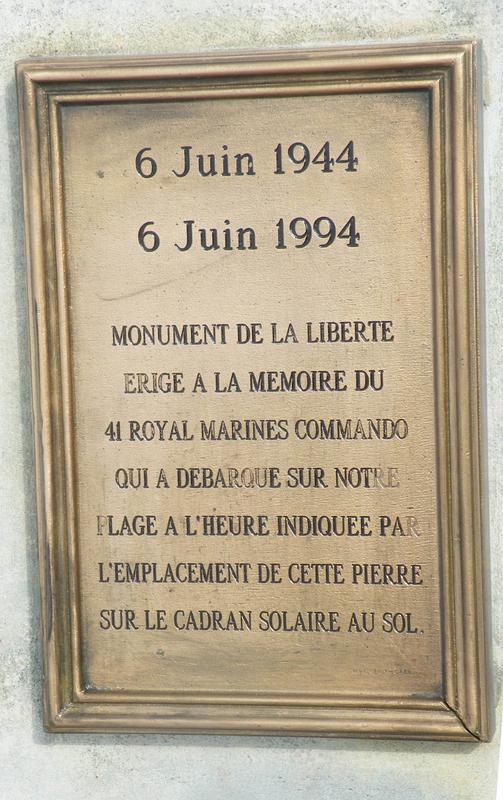 6 Juin 1944
6 Juin 1994
MONUMENT DE LA LIBERTE
ERIGE A LA MEMOIRE DU
41 ROYAL MARINES COMMANDO
QUI A DEBARQUE SUR NOTRE
PLAGE A L'HEURE INDIQUEE PAR
L'EMPLACEMENT DE CETTE PIERRE
SUR LE CADRAN SOLAIRE AU SOL.